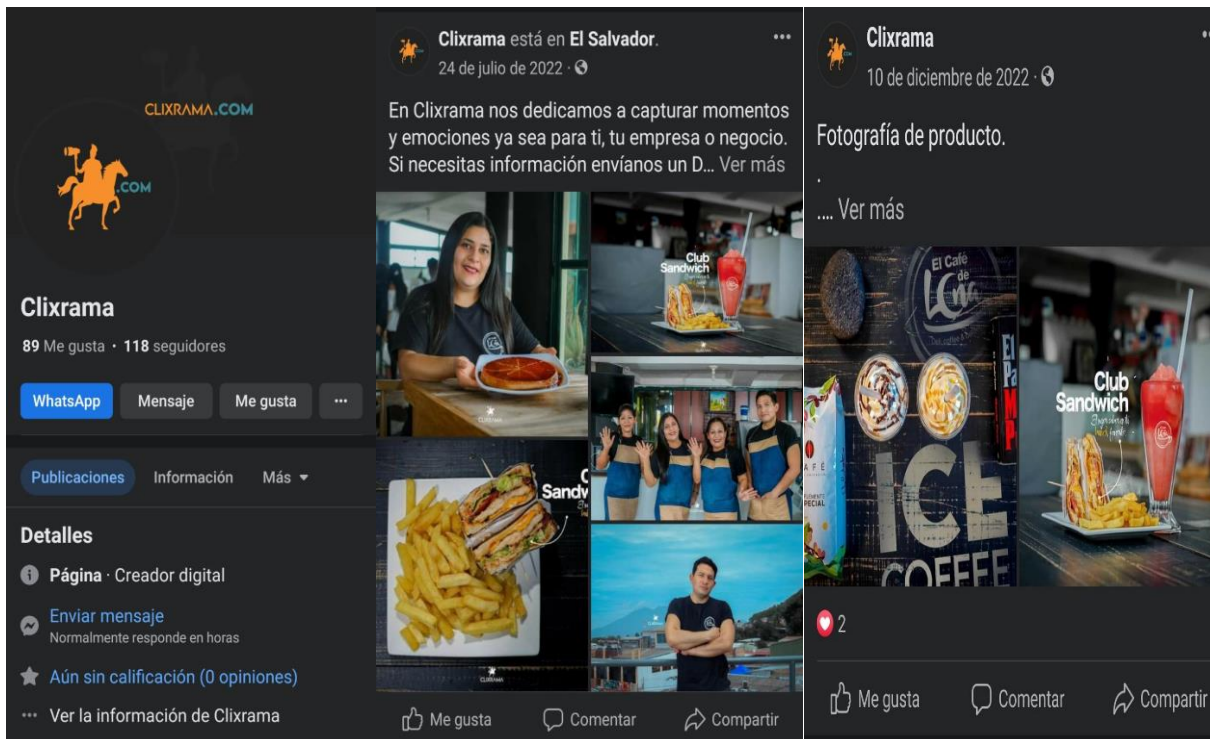 CLIXRAMA.COM
.COM
Clixrama
89 Me gusta • 118 seguidores
WhatsApp
Mensaje
Me gusta
...
Publicaciones
Información
Más
Detalles
Página · Creador digital
Enviar mensaje
Normalmente responde en horas
Aún sin calificación (0 opiniones)
... Ver la información de Clixrama
Clixrama está en El Salvador.
24 de julio de 2022 ·
En Clixrama nos dedicamos a capturar momentos
y emociones ya sea para ti, tu empresa o negocio.
Si necesitas información envíanos un D... Ver más
Club
Sandwich
CLIXRAMA
Sandw
CLIXRAMA
Me gusta
Comentar
Compartir
Clixrama
10 de diciembre de 2022 ·
Fotografía de producto.
.
.... Ver más
El Café
de
Lena
ICE
COFFEE
AFÉ
Club
Sandwich
2
Me gusta
Comentar
Compartir